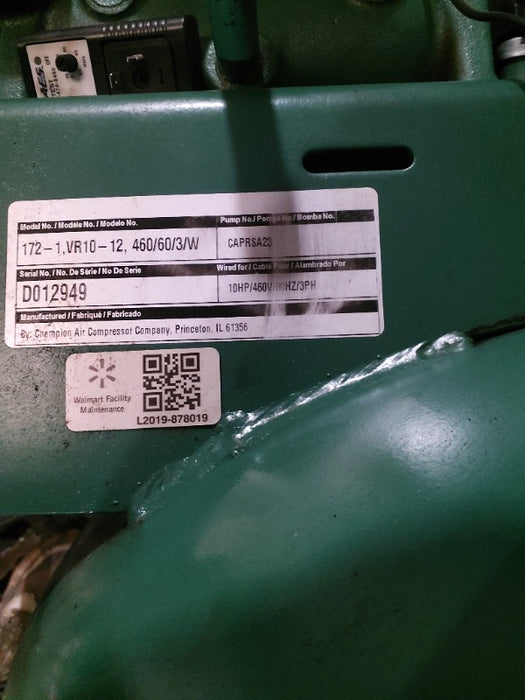 TEST
OFF
Model No. / Modèle No. / Modelo No.
Pump No./ Pompe No./ Bomba No.
172-1,VR10-12, 460/60/3/W
CAPRSA23
Serial No. / No. De Série / No De Serie
Wired for / Cablé Pour / Alambrado Por
D012949
10HP/460V/60HZ/3PH
Manufactured / Fabriqué / Fabricado
By: Champion Air Compressor Company, Princeton, IL 61356
Walmart Facility
Maintenance
L2019-878019